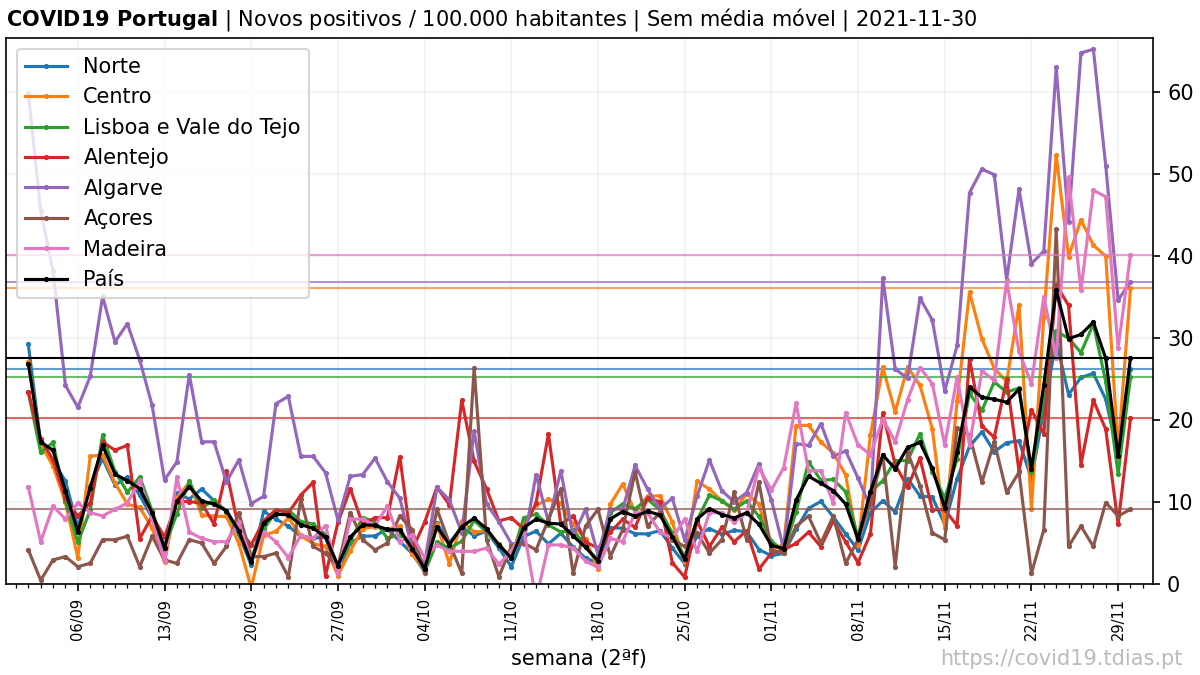 COVID19 Portugal | Novos positivos / 100.000 habitantes | Sem média móvel | 2021-11-30
Norte
Centro
Lisboa e Vale do Tejo
Alentejo
Algarve
Açores
Madeira
País
60
50
40
30
20
10
0
06/09
13/09
20/09
27/09
04/10
11/10
18/10
25/10
01/11
08/11
15/11
22/11
29/11
semana (2ªf)
https://covid19.tdias.pt